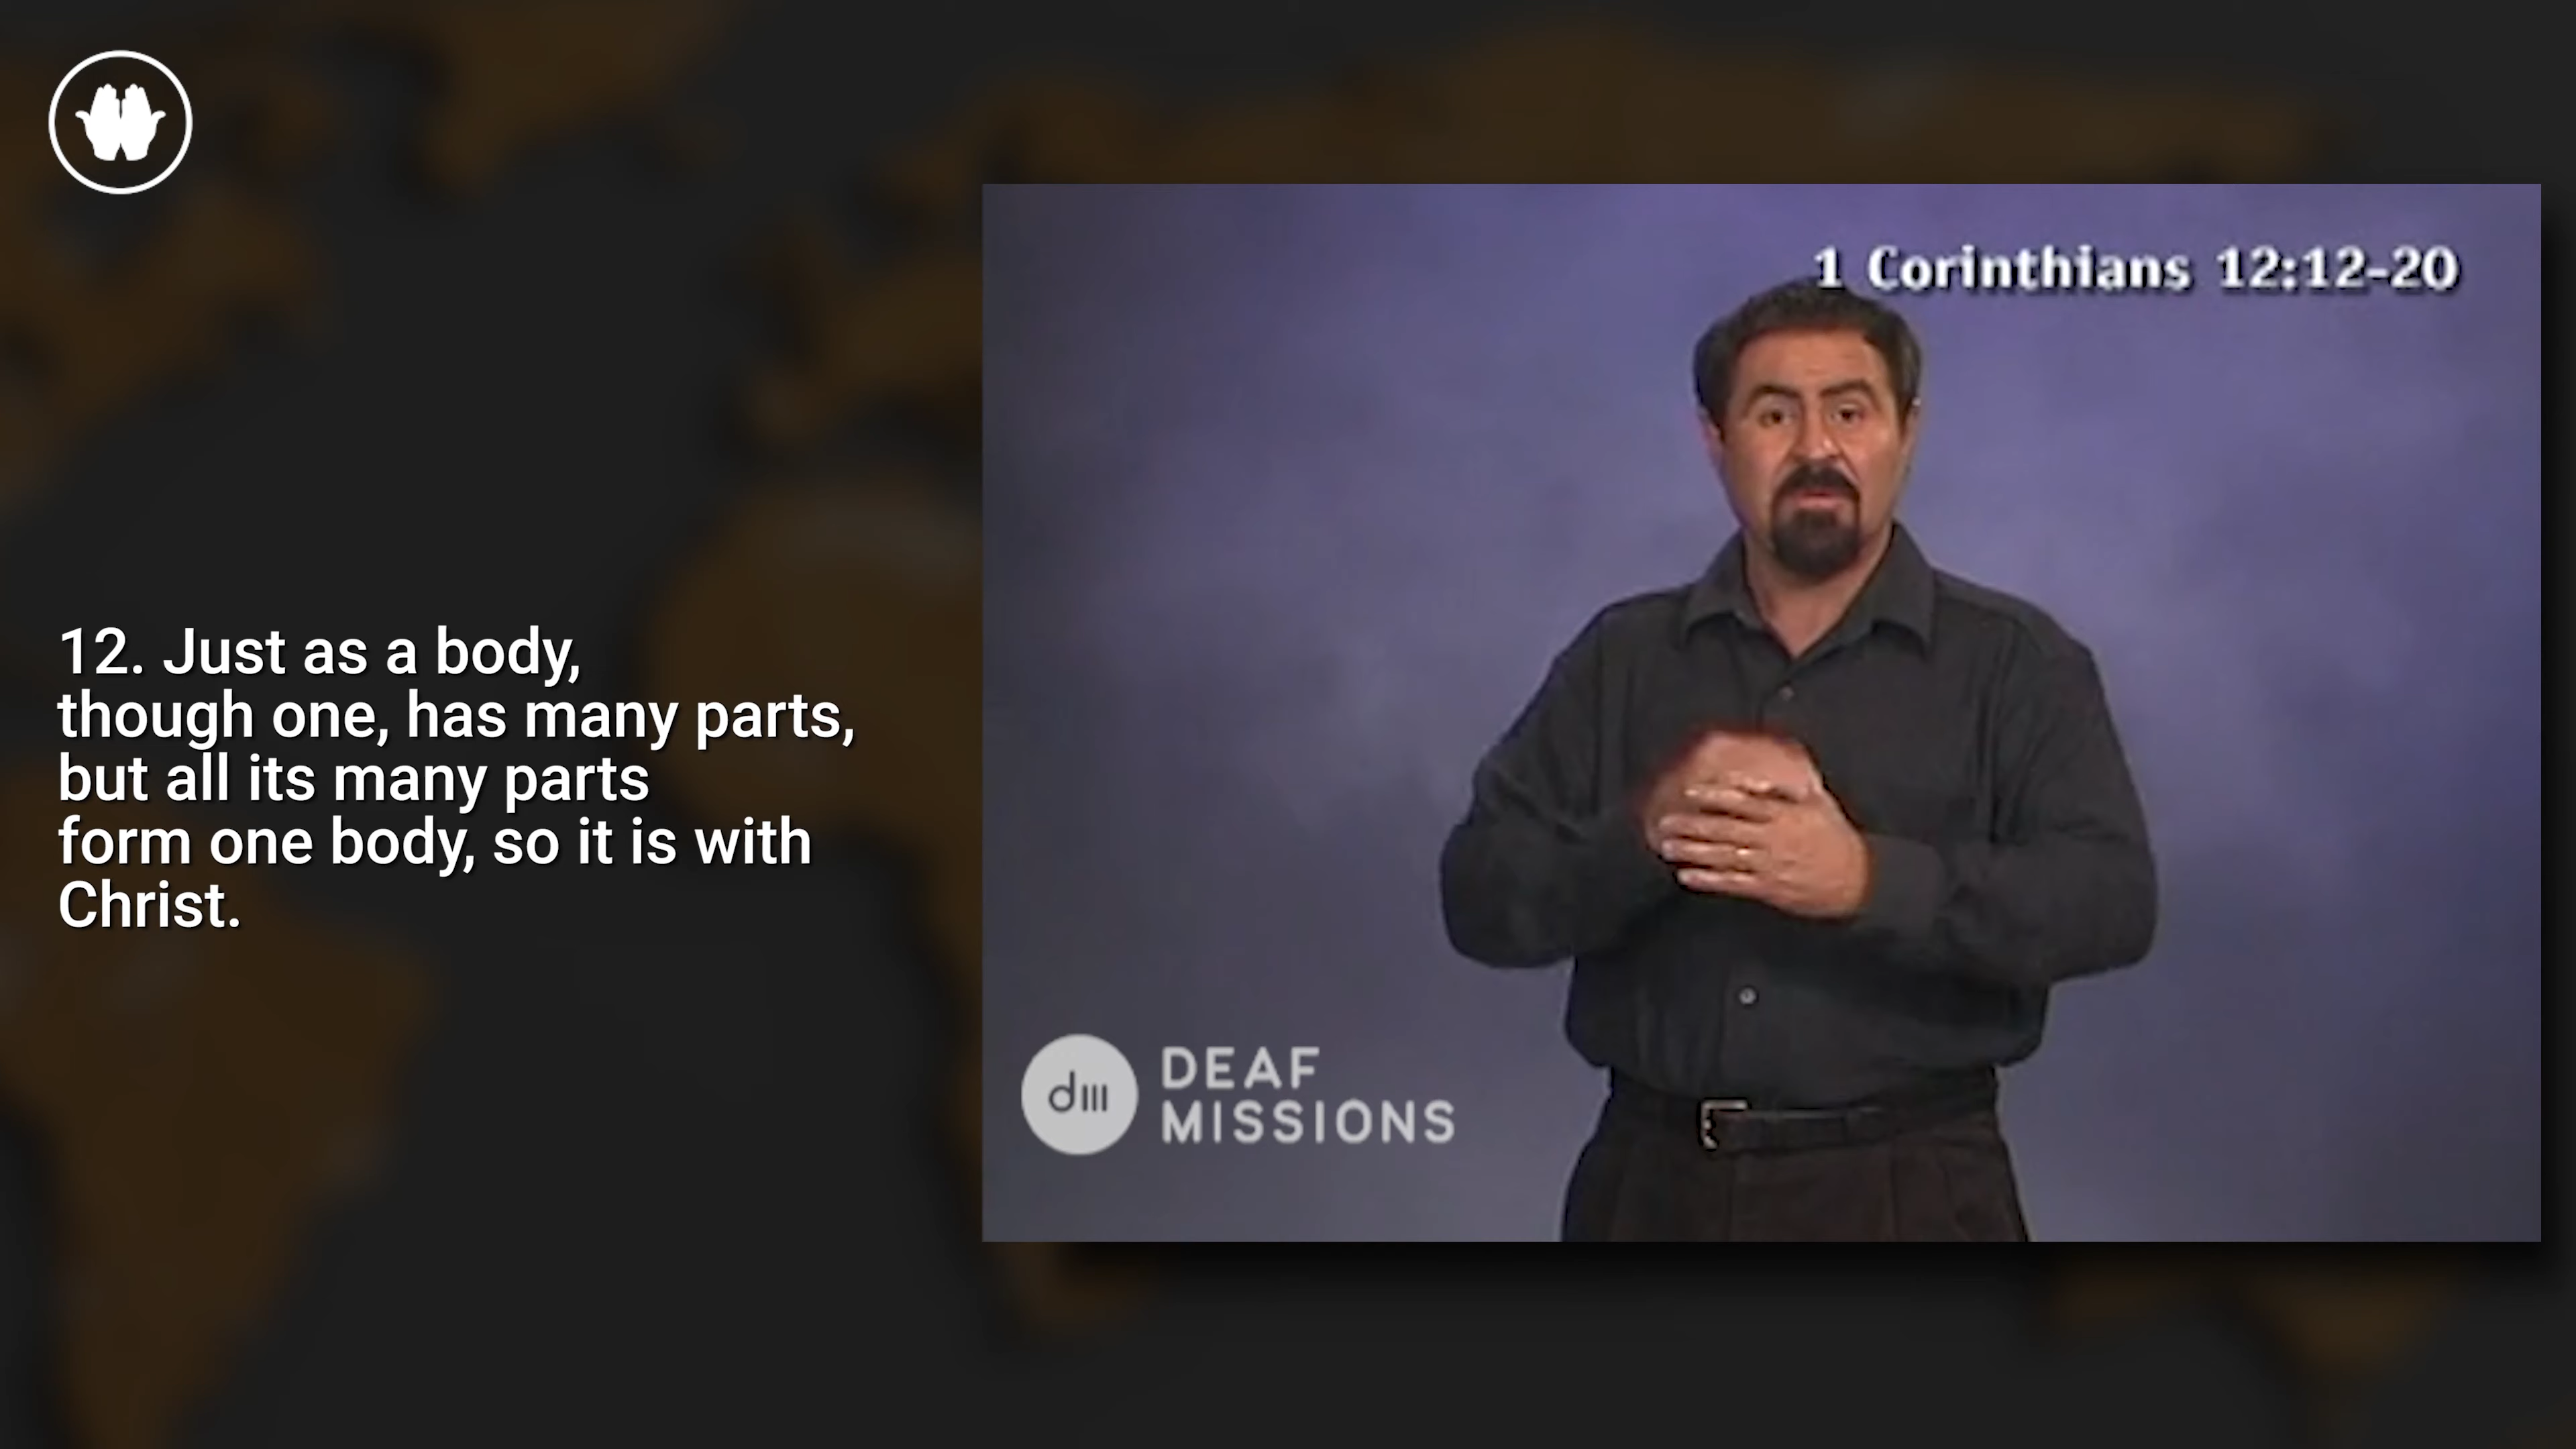 1 Corinthians 12:12-20
12. Just as a body,
though one, has many parts,
but all its many parts
form one body, so it is with
Christ.
dm
DEAF
MISSIONS